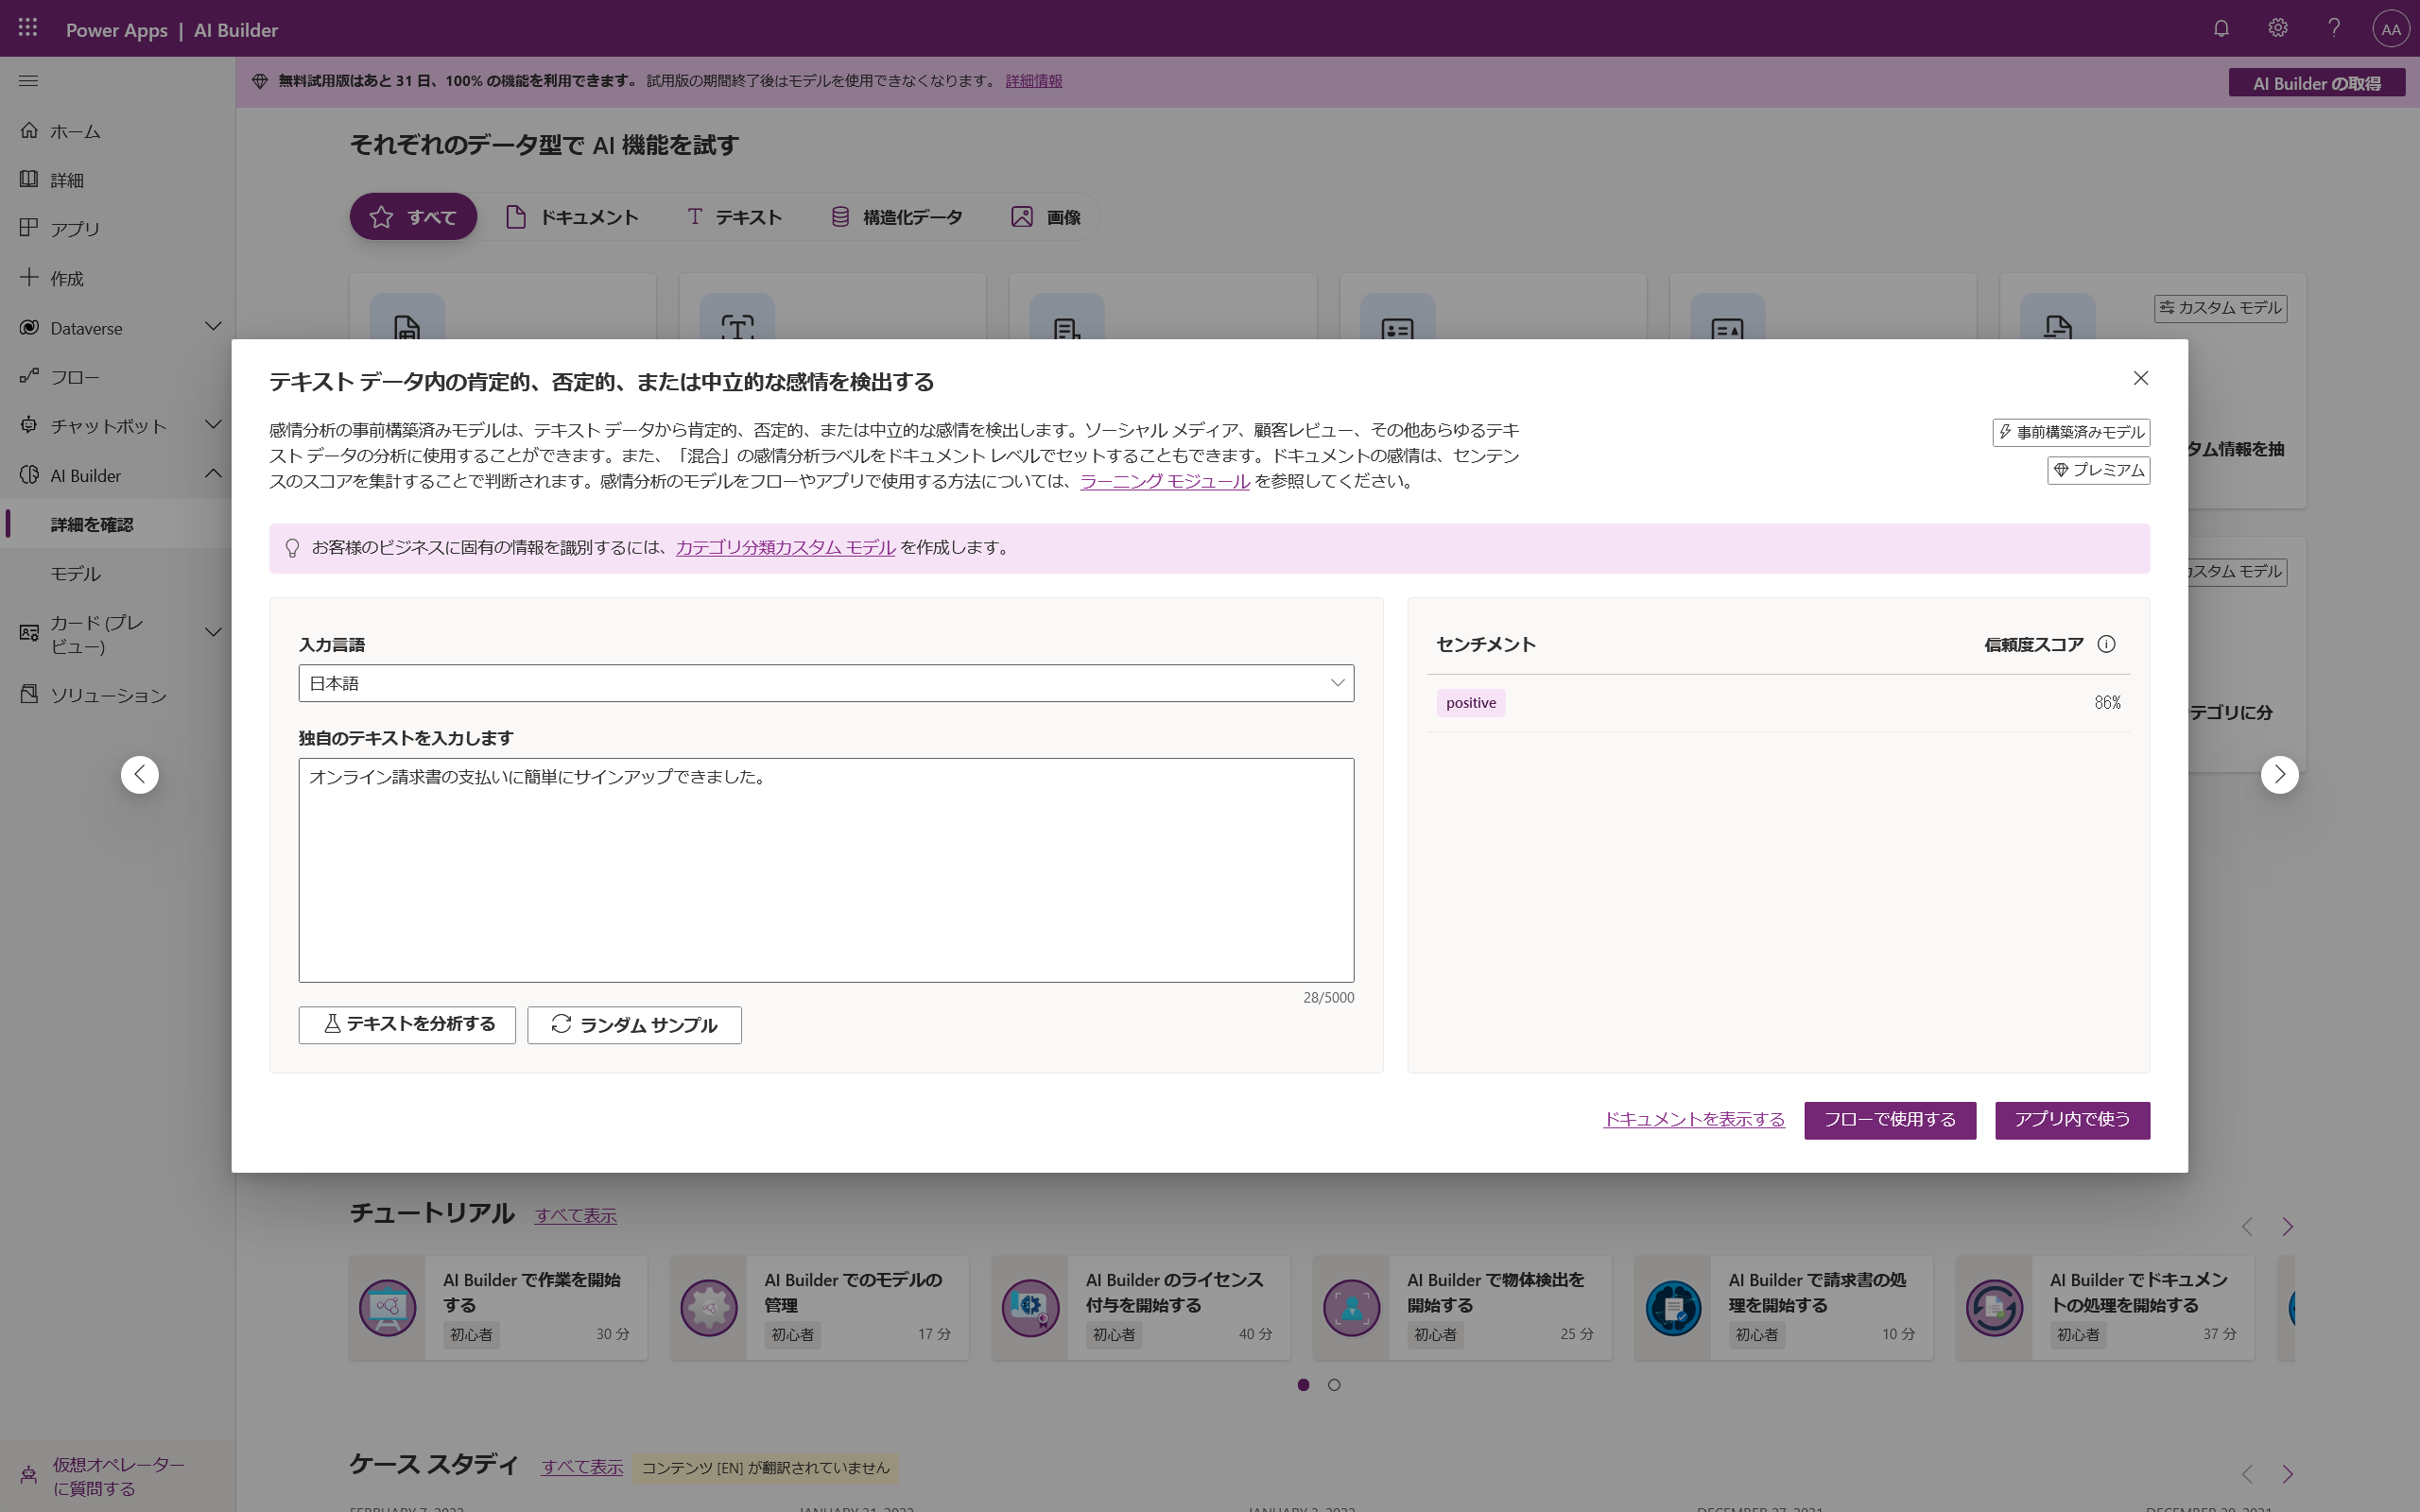 Power Apps | AI Builder
AA
無料試用版はあと 31 日、100% の機能を利用できます。 試用版の期間終了後はモデルを使用できなくなります。 詳細情報
AI Builder の取得
ホーム
詳細
アプリ
作成
Dataverse
フロー
チャットボット
AI Builder
詳細を確認
モデル
カード (プレ
ビュー)
ソリューション
仮想オペレーター
に質問する
それぞれのデータ型で AI 機能を試す
すべて
ドキュメント
テキスト
構造化データ
画像
カスタム モデル
タム情報を抽
カスタム モデル
テゴリに分
テキスト データ内の肯定的、否定的、または中立的な感情を検出する
感情分析の事前構築済みモデルは、テキスト データから肯定的、否定的、または中立的な感情を検出します。ソーシャル メディア、顧客レビュー、その他あらゆるテキ
スト データの分析に使用することができます。また、「混合」の感情分析ラベルをドキュメント レベルでセットすることもできます。ドキュメントの感情は、センテン
スのスコアを集計することで判断されます。感情分析のモデルをフローやアプリで使用する方法については、ラーニング モジュール を参照してください。
事前構築済みモデル
プレミアム
お客様のビジネスに固有の情報を識別するには、カテゴリ分類カスタム モデル を作成します。
入力言語
日本語
独自のテキストを入力します
オンライン請求書の支払いに簡単にサインアップできました。
28/5000
テキストを分析する
ランダム サンプル
センチメント
信頼度スコア
positive
86%
ドキュメントを表示する
フローで使用する
アプリ内で使う
チュートリアル
すべて表示
AI Builder で作業を開始
する
初心者
30 分
AI Builder でのモデルの
管理
初心者
17 分
AI Builder のライセンス
付与を開始する
初心者
40 分
AI Builder で物体検出を
開始する
初心者
25 分
AI Builder で請求書の処
理を開始する
初心者
10 分
AI Builder でドキュメン
トの処理を開始する
初心者
37 分
ケース スタディ
すべて表示
コンテンツ [EN] が翻訳されていません